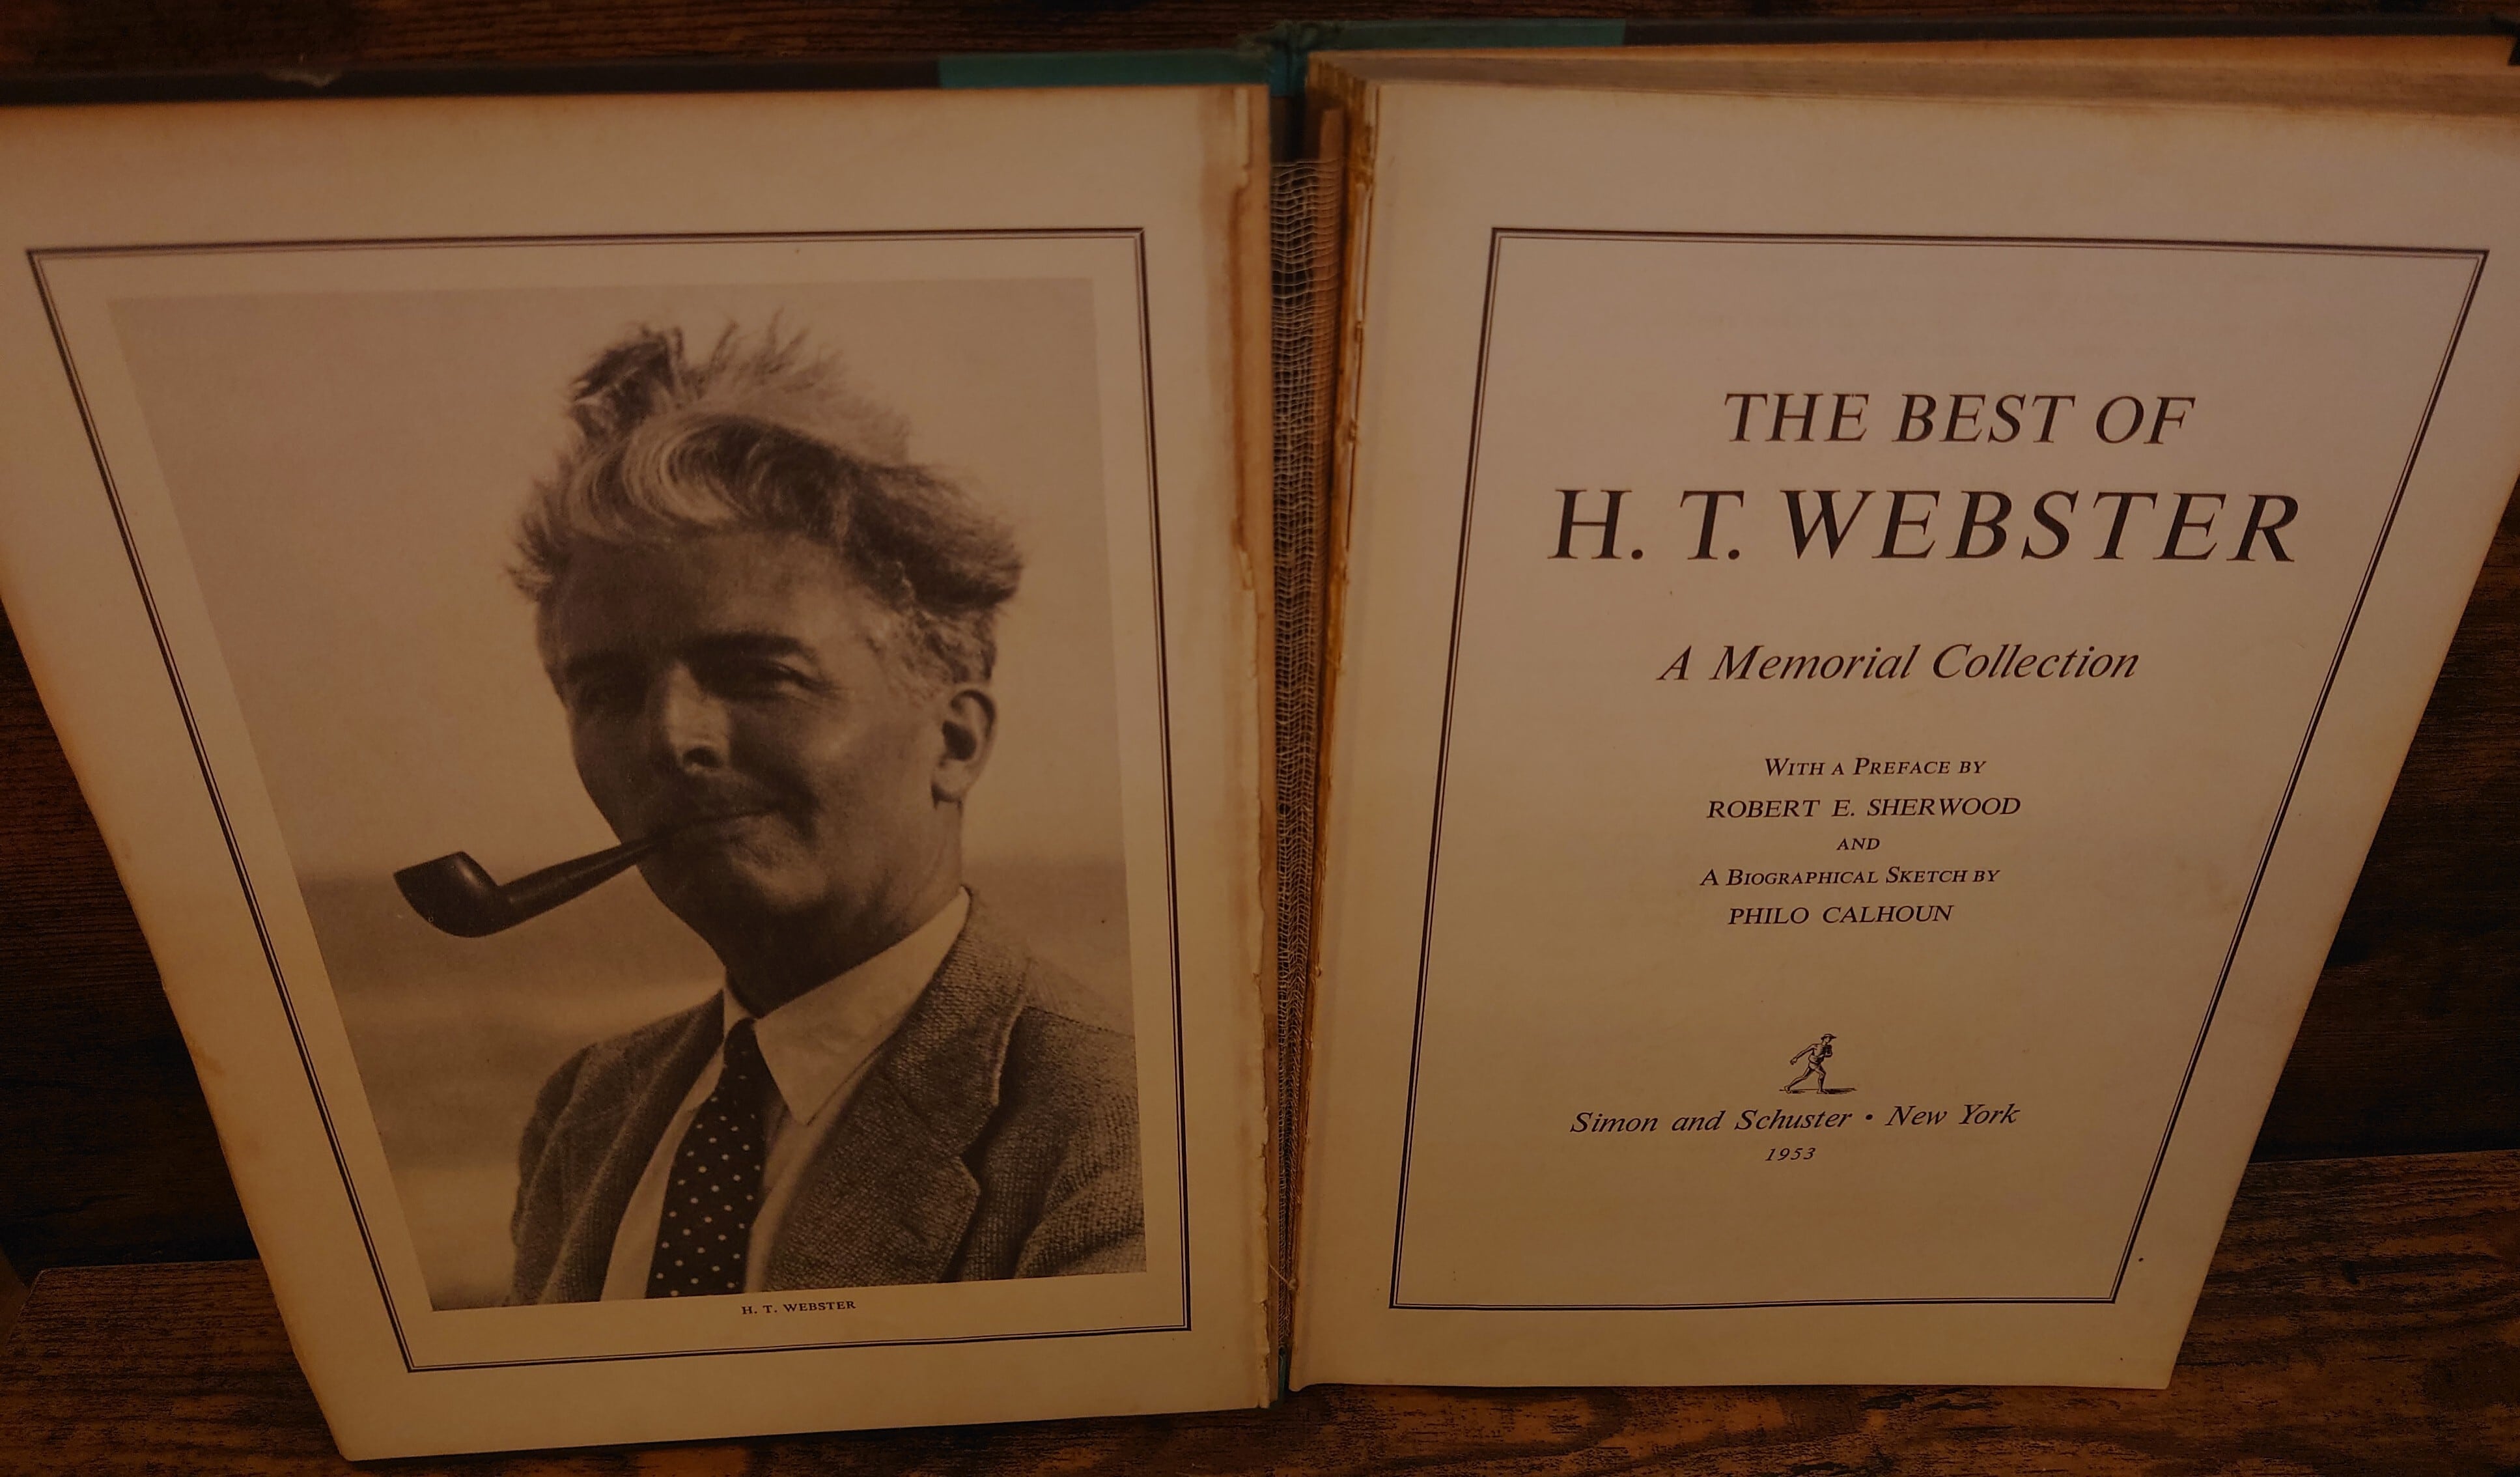 H. T. WEBSTER
THE BEST OF
H. T. WEBSTER
A Memorial Collection
WITH A PREFACE BY
ROBERT E. SHERWOOD
AND
A BIOGRAPHICAL SKETCH BY
PHILO CALHOUN
Simon and Schuster • New York
1953